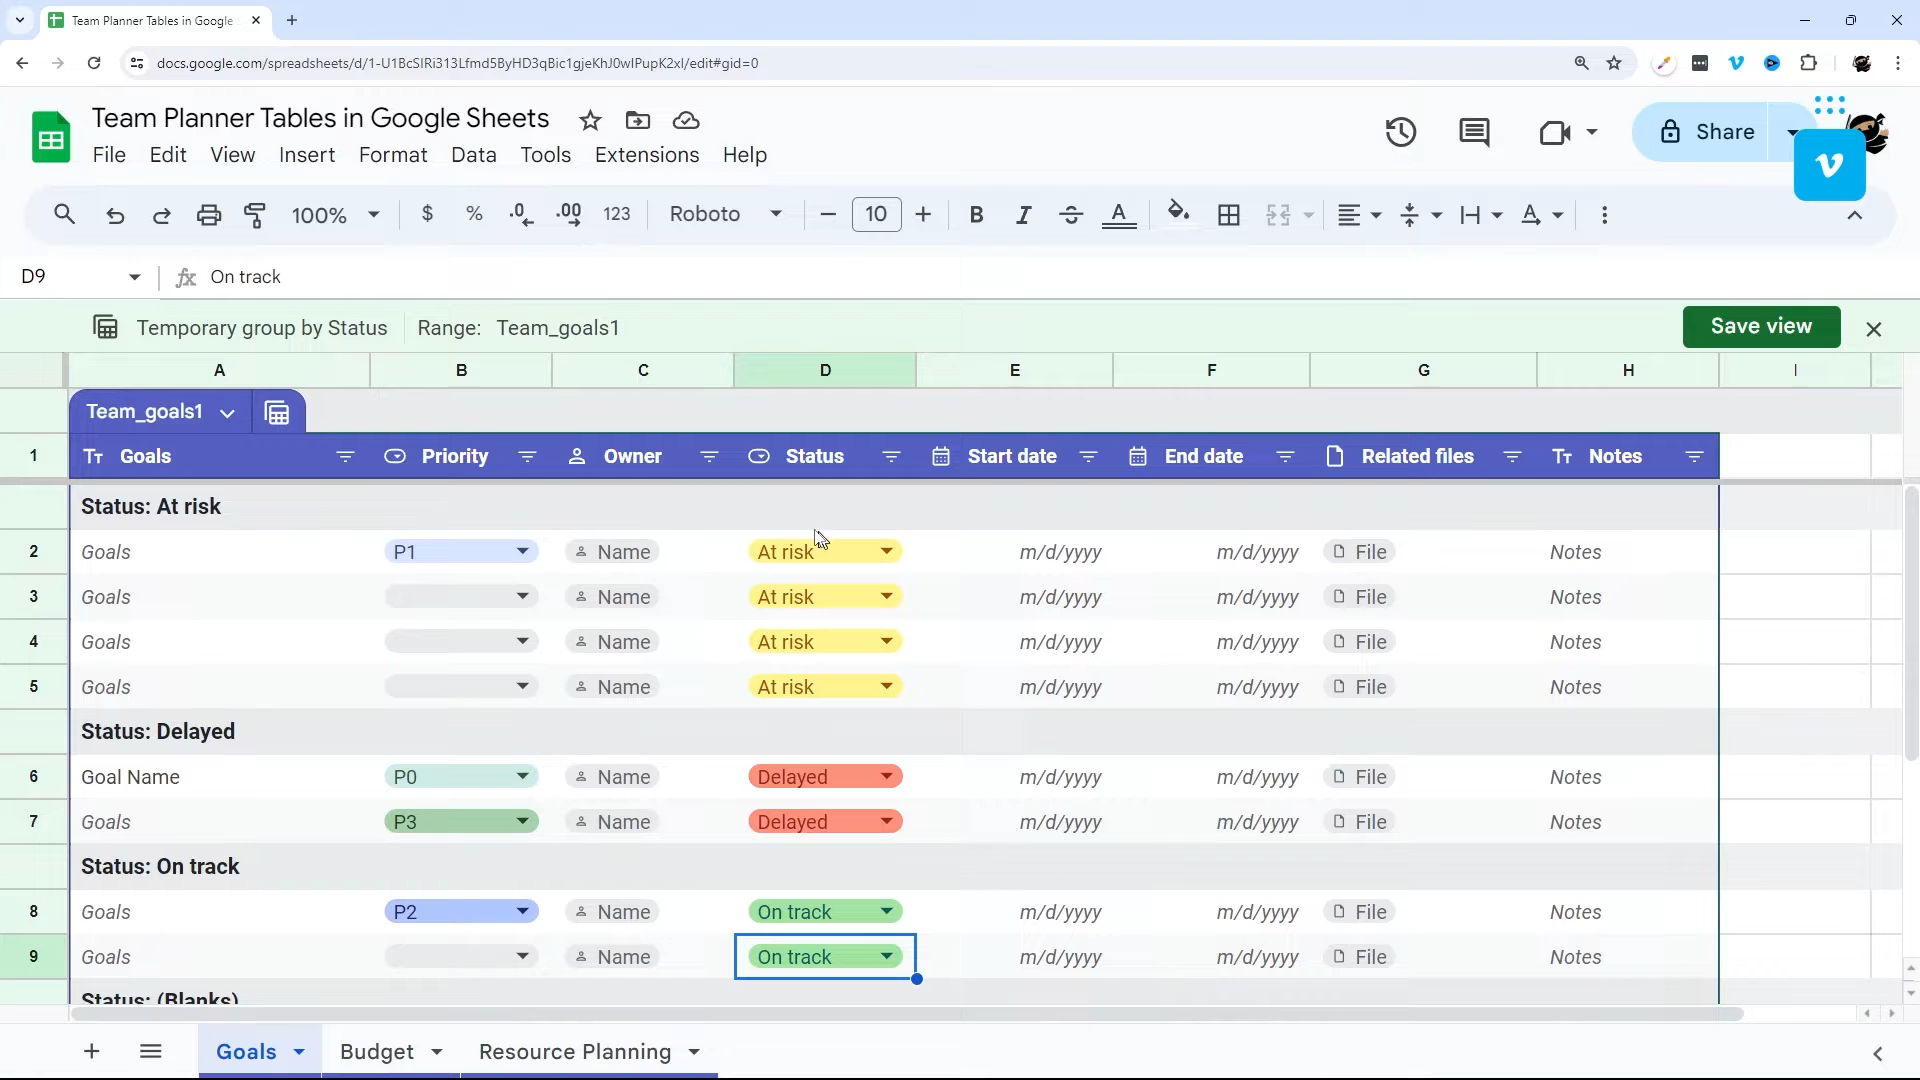 Team Planner Tables in Google
docs.google.com/spreadsheets/d/1-U1BcSIRi313Lfmd5ByHD3qBic1gjeKhJ0wIPupK2xI/edit#gid=0
Team Planner Tables in Google Sheets
File Edit View Insert Format Data Tools Extensions Help
Share
100% $ % .0 .00 123 Roboto 10 B I A A
D9 fx On track
Temporary group by Status Range: Team_goals1 Save view
A B C D E F G H I
Team_goals1
1 Tт Goals Priority Owner Status Start date End date Related files Tт Notes
Status: At risk
2 Goals P1 Name At risk m/d/yyyy m/d/yyyy File Notes
3 Goals Name At risk m/d/yyyy m/d/yyyy File Notes
4 Goals Name At risk m/d/yyyy m/d/yyyy File Notes
5 Goals Name At risk m/d/yyyy m/d/yyyy File Notes
Status: Delayed
6 Goal Name P0 Name Delayed m/d/yyyy m/d/yyyy File Notes
7 Goals P3 Name Delayed m/d/yyyy m/d/yyyy File Notes
Status: On track
8 Goals P2 Name On track m/d/yyyy m/d/yyyy File Notes
9 Goals Name On track m/d/yyyy m/d/yyyy File Notes
Status: (Blanks)
Goals Budget Resource Planning